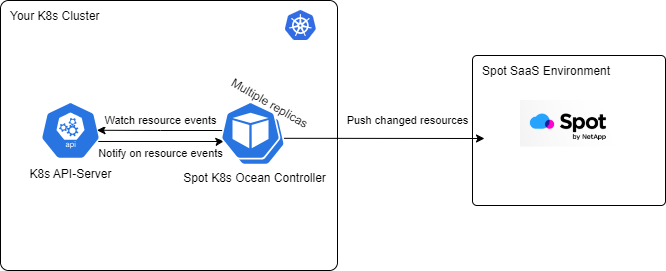 Your K8s Cluster
Spot SaaS Environment
Multiple replicas
Watch resource events
Push changed resources
Spot
by NetApp
api
Notify on resource events
K8s API-Server
Spot K8s Ocean Controller